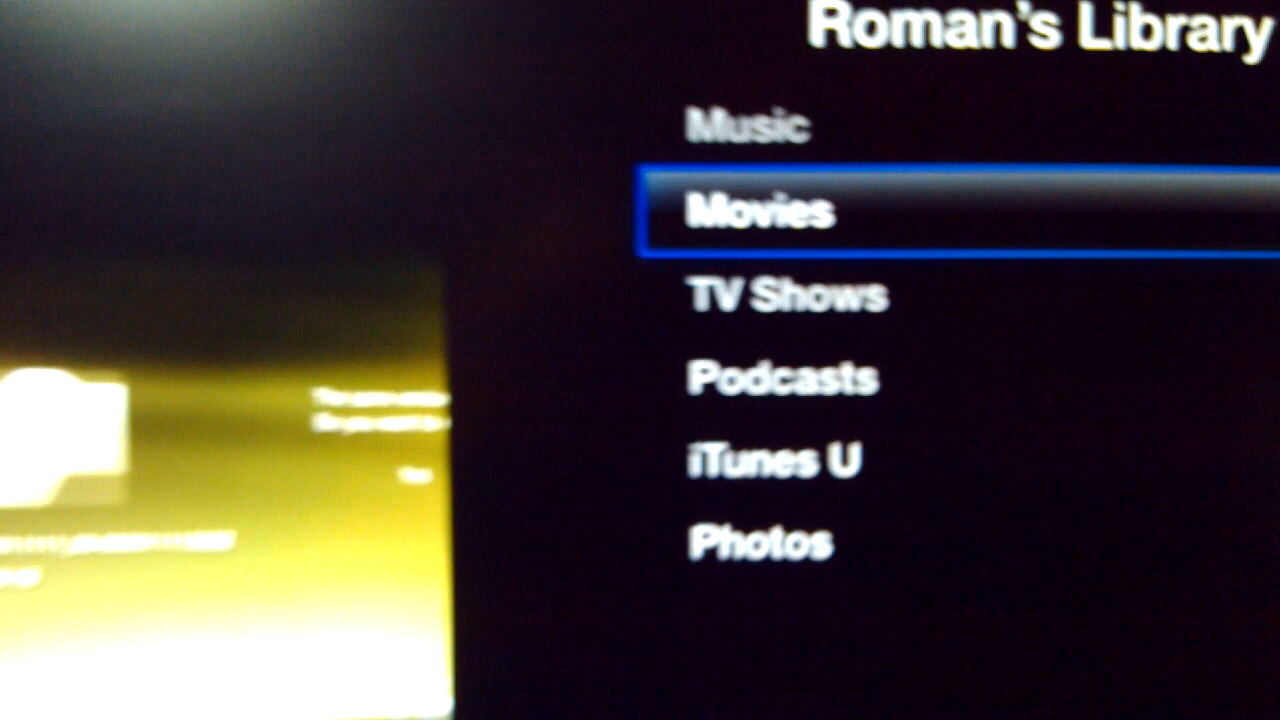 Roman's Library
Music
Movies
TV Shows
Podcasts
iTunes U
Photos